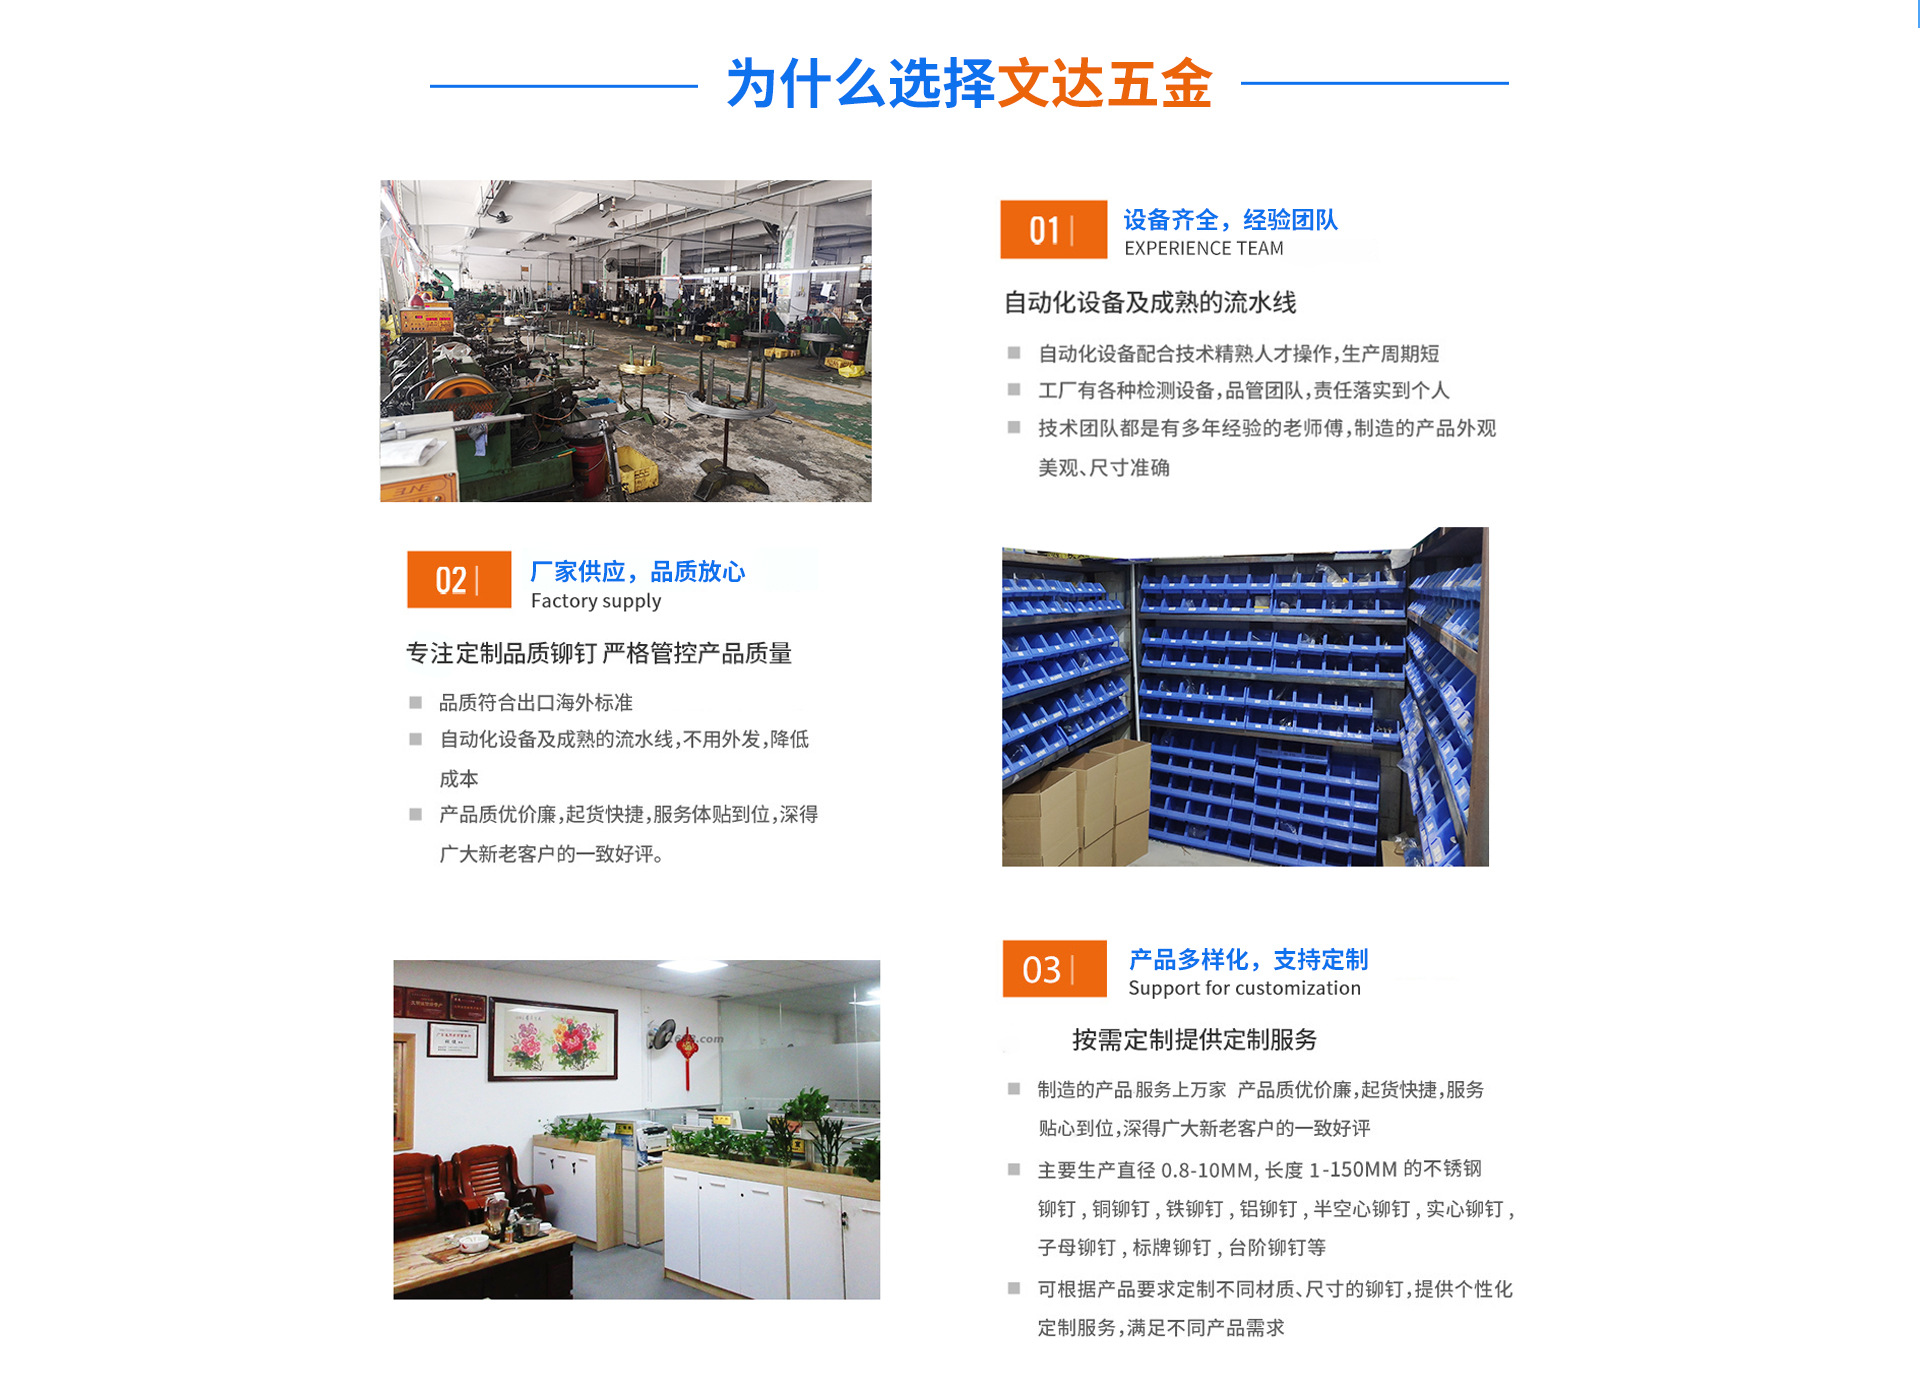 为什么选择文达五金
01
设备齐全，经验团队
EXPERIENCE TEAM
自动化设备及成熟的流水线
自动化设备配合技术精熟人才操作,生产周期短
工厂有各种检测设备,品管团队,责任落实到个人
技术团队都是有多年经验的老师傅,制造的产品外观
美观、尺寸准确
02
厂家供应，品质放心
Factory supply
专注定制品质铆钉 严格管控产品质量
品质符合出口海外标准
自动化设备及成熟的流水线,不用外发,降低
成本
产品质优价廉,起货快捷,服务体贴到位,深得
广大新老客户的一致好评。
03
产品多样化，支持定制
Support for customization
按需定制提供定制服务
制造的产品服务上万家 产品质优价廉,起货快捷,服务
贴心到位,深得广大新老客户的一致好评
主要生产直径 0.8-10MM, 长度 1-150MM 的不锈钢
铆钉 , 铜铆钉 , 铁铆钉 , 铝铆钉 , 半空心铆钉 , 实心铆钉 ,
子母铆钉 , 标牌铆钉 , 台阶铆钉等
可根据产品要求定制不同材质、尺寸的铆钉,提供个性化
定制服务,满足不同产品需求